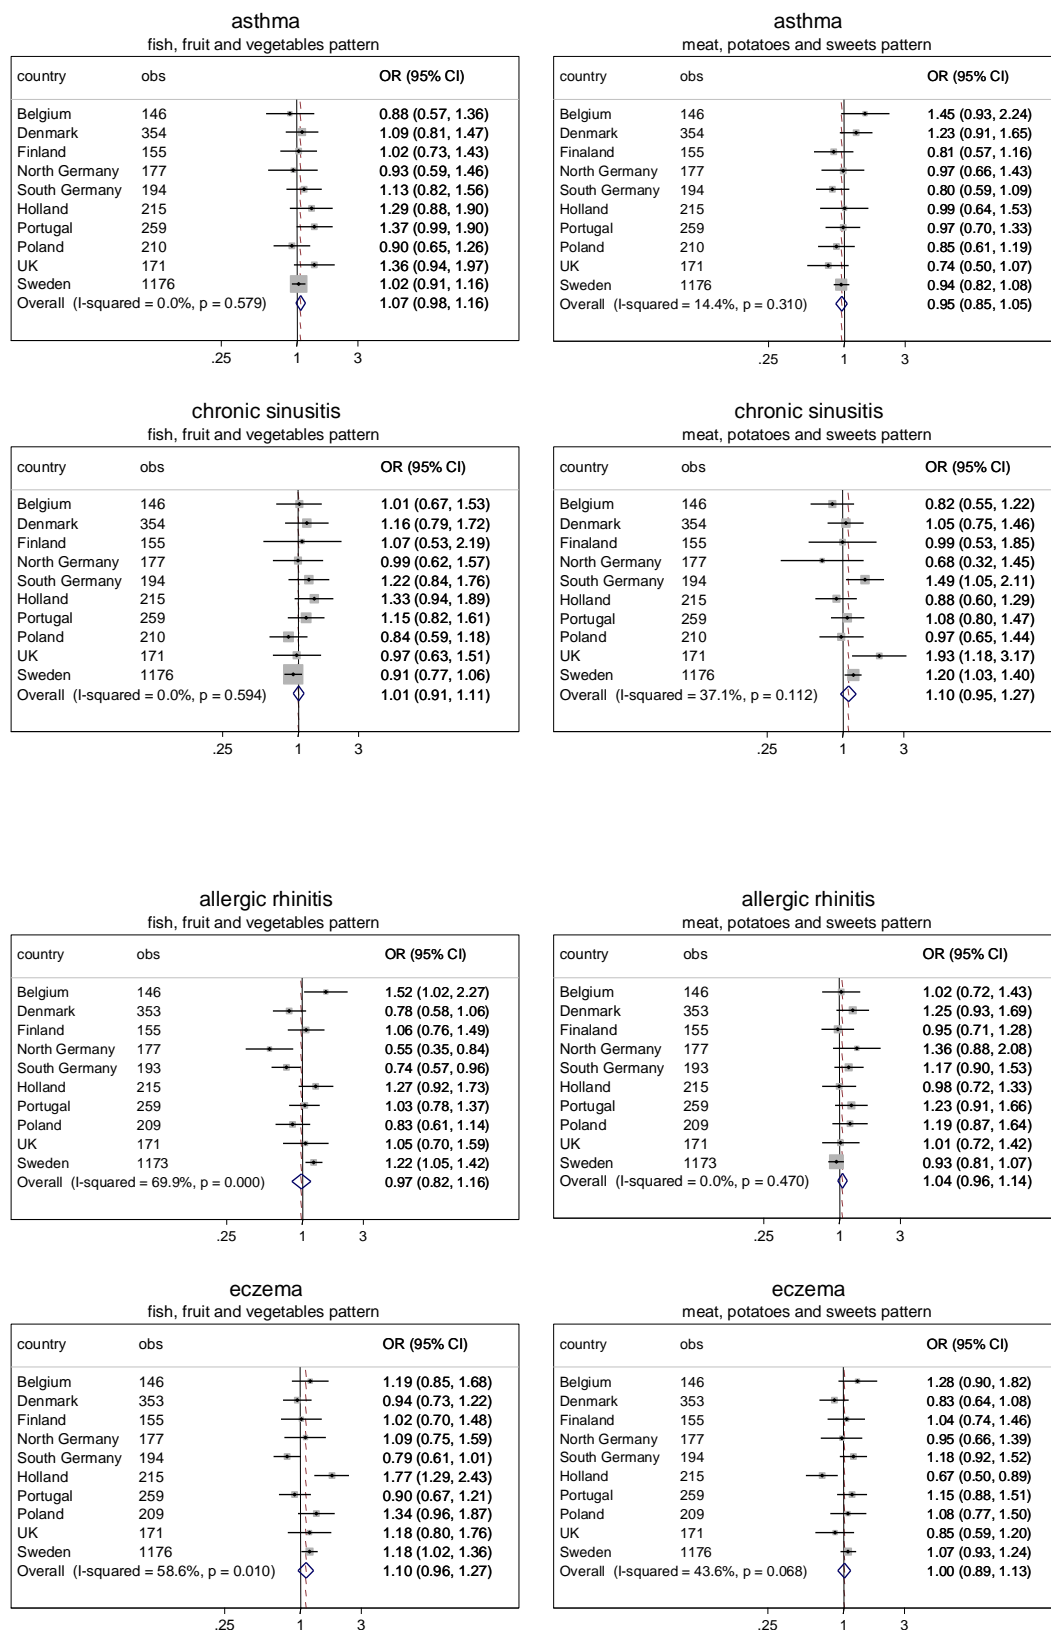 asthma
fish, fruit and vegetables pattern
country obs OR (95% CI)
Belgium 146 0.88 (0.57, 1.36)
Denmark 354 1.09 (0.81, 1.47)
Finland 155 1.02 (0.73, 1.43)
North Germany 177 0.93 (0.59, 1.46)
South Germany 194 1.13 (0.82, 1.56)
Holland 215 1.29 (0.88, 1.90)
Portugal 259 1.37 (0.99, 1.90)
Poland 210 0.90 (0.65, 1.26)
UK 171 1.36 (0.94, 1.97)
Sweden 1176 1.02 (0.91, 1.16)
Overall (I-squared = 0.0%, p = 0.579) 1.07 (0.98, 1.16)
.25 1 3
asthma
meat, potatoes and sweets pattern
country obs OR (95% CI)
Belgium 146 1.45 (0.93, 2.24)
Denmark 354 1.23 (0.91, 1.65)
Finaland 155 0.81 (0.57, 1.16)
North Germany 177 0.97 (0.66, 1.43)
South Germany 194 0.80 (0.59, 1.09)
Holland 215 0.99 (0.64, 1.53)
Portugal 259 0.97 (0.70, 1.33)
Poland 210 0.85 (0.61, 1.19)
UK 171 0.74 (0.50, 1.07)
Sweden 1176 0.94 (0.82, 1.08)
Overall (I-squared = 14.4%, p = 0.310) 0.95 (0.85, 1.05)
.25 1 3
chronic sinusitis
fish, fruit and vegetables pattern
country obs OR (95% CI)
Belgium 146 1.01 (0.67, 1.53)
Denmark 354 1.16 (0.79, 1.72)
Finland 155 1.07 (0.53, 2.19)
North Germany 177 0.99 (0.62, 1.57)
South Germany 194 1.22 (0.84, 1.76)
Holland 215 1.33 (0.94, 1.89)
Portugal 259 1.15 (0.82, 1.61)
Poland 210 0.84 (0.59, 1.18)
UK 171 0.97 (0.63, 1.51)
Sweden 1176 0.91 (0.77, 1.06)
Overall (I-squared = 0.0%, p = 0.594) 1.01 (0.91, 1.11)
.25 1 3
chronic sinusitis
meat, potatoes and sweets pattern
country obs OR (95% CI)
Belgium 146 0.82 (0.55, 1.22)
Denmark 354 1.05 (0.75, 1.46)
Finaland 155 0.99 (0.53, 1.85)
North Germany 177 0.68 (0.32, 1.45)
South Germany 194 1.49 (1.05, 2.11)
Holland 215 0.88 (0.60, 1.29)
Portugal 259 1.08 (0.80, 1.47)
Poland 210 0.97 (0.65, 1.44)
UK 171 1.93 (1.18, 3.17)
Sweden 1176 1.20 (1.03, 1.40)
Overall (I-squared = 37.1%, p = 0.112) 1.10 (0.95, 1.27)
.25 1 3
allergic rhinitis
fish, fruit and vegetables pattern
country obs OR (95% CI)
Belgium 146 1.52 (1.02, 2.27)
Denmark 353 0.78 (0.58, 1.06)
Finland 155 1.06 (0.76, 1.49)
North Germany 177 0.55 (0.35, 0.84)
South Germany 193 0.74 (0.57, 0.96)
Holland 215 1.27 (0.92, 1.73)
Portugal 259 1.03 (0.78, 1.37)
Poland 209 0.83 (0.61, 1.14)
UK 171 1.05 (0.70, 1.59)
Sweden 1173 1.22 (1.05, 1.42)
Overall (I-squared = 69.9%, p = 0.000) 0.97 (0.82, 1.16)
.25 1 3
allergic rhinitis
meat, potatoes and sweets pattern
country obs OR (95% CI)
Belgium 146 1.02 (0.72, 1.43)
Denmark 353 1.25 (0.93, 1.69)
Finaland 155 0.95 (0.71, 1.28)
North Germany 177 1.36 (0.88, 2.08)
South Germany 193 1.17 (0.90, 1.53)
Holland 215 0.98 (0.72, 1.33)
Portugal 259 1.23 (0.91, 1.66)
Poland 209 1.19 (0.87, 1.64)
UK 171 1.01 (0.72, 1.42)
Sweden 1173 0.93 (0.81, 1.07)
Overall (I-squared = 0.0%, p = 0.470) 1.04 (0.96, 1.14)
.25 1 3
eczema
fish, fruit and vegetables pattern
country obs OR (95% CI)
Belgium 146 1.19 (0.85, 1.68)
Denmark 353 0.94 (0.73, 1.22)
Finland 155 1.02 (0.70, 1.48)
North Germany 177 1.09 (0.75, 1.59)
South Germany 194 0.79 (0.61, 1.01)
Holland 215 1.77 (1.29, 2.43)
Portugal 259 0.90 (0.67, 1.21)
Poland 209 1.34 (0.96, 1.87)
UK 171 1.18 (0.80, 1.76)
Sweden 1176 1.18 (1.02, 1.36)
Overall (I-squared = 58.6%, p = 0.010) 1.10 (0.96, 1.27)
.25 1 3
eczema
meat, potatoes and sweets pattern
country obs OR (95% CI)
Belgium 146 1.28 (0.90, 1.82)
Denmark 353 0.83 (0.64, 1.08)
Finaland 155 1.04 (0.74, 1.46)
North Germany 177 0.95 (0.66, 1.39)
South Germany 194 1.18 (0.92, 1.52)
Holland 215 0.67 (0.50, 0.89)
Portugal 259 1.15 (0.88, 1.51)
Poland 209 1.08 (0.77, 1.50)
UK 171 0.85 (0.59, 1.20)
Sweden 1176 1.07 (0.93, 1.24)
Overall (I-squared = 43.6%, p = 0.068) 1.00 (0.89, 1.13)
.25 1 3